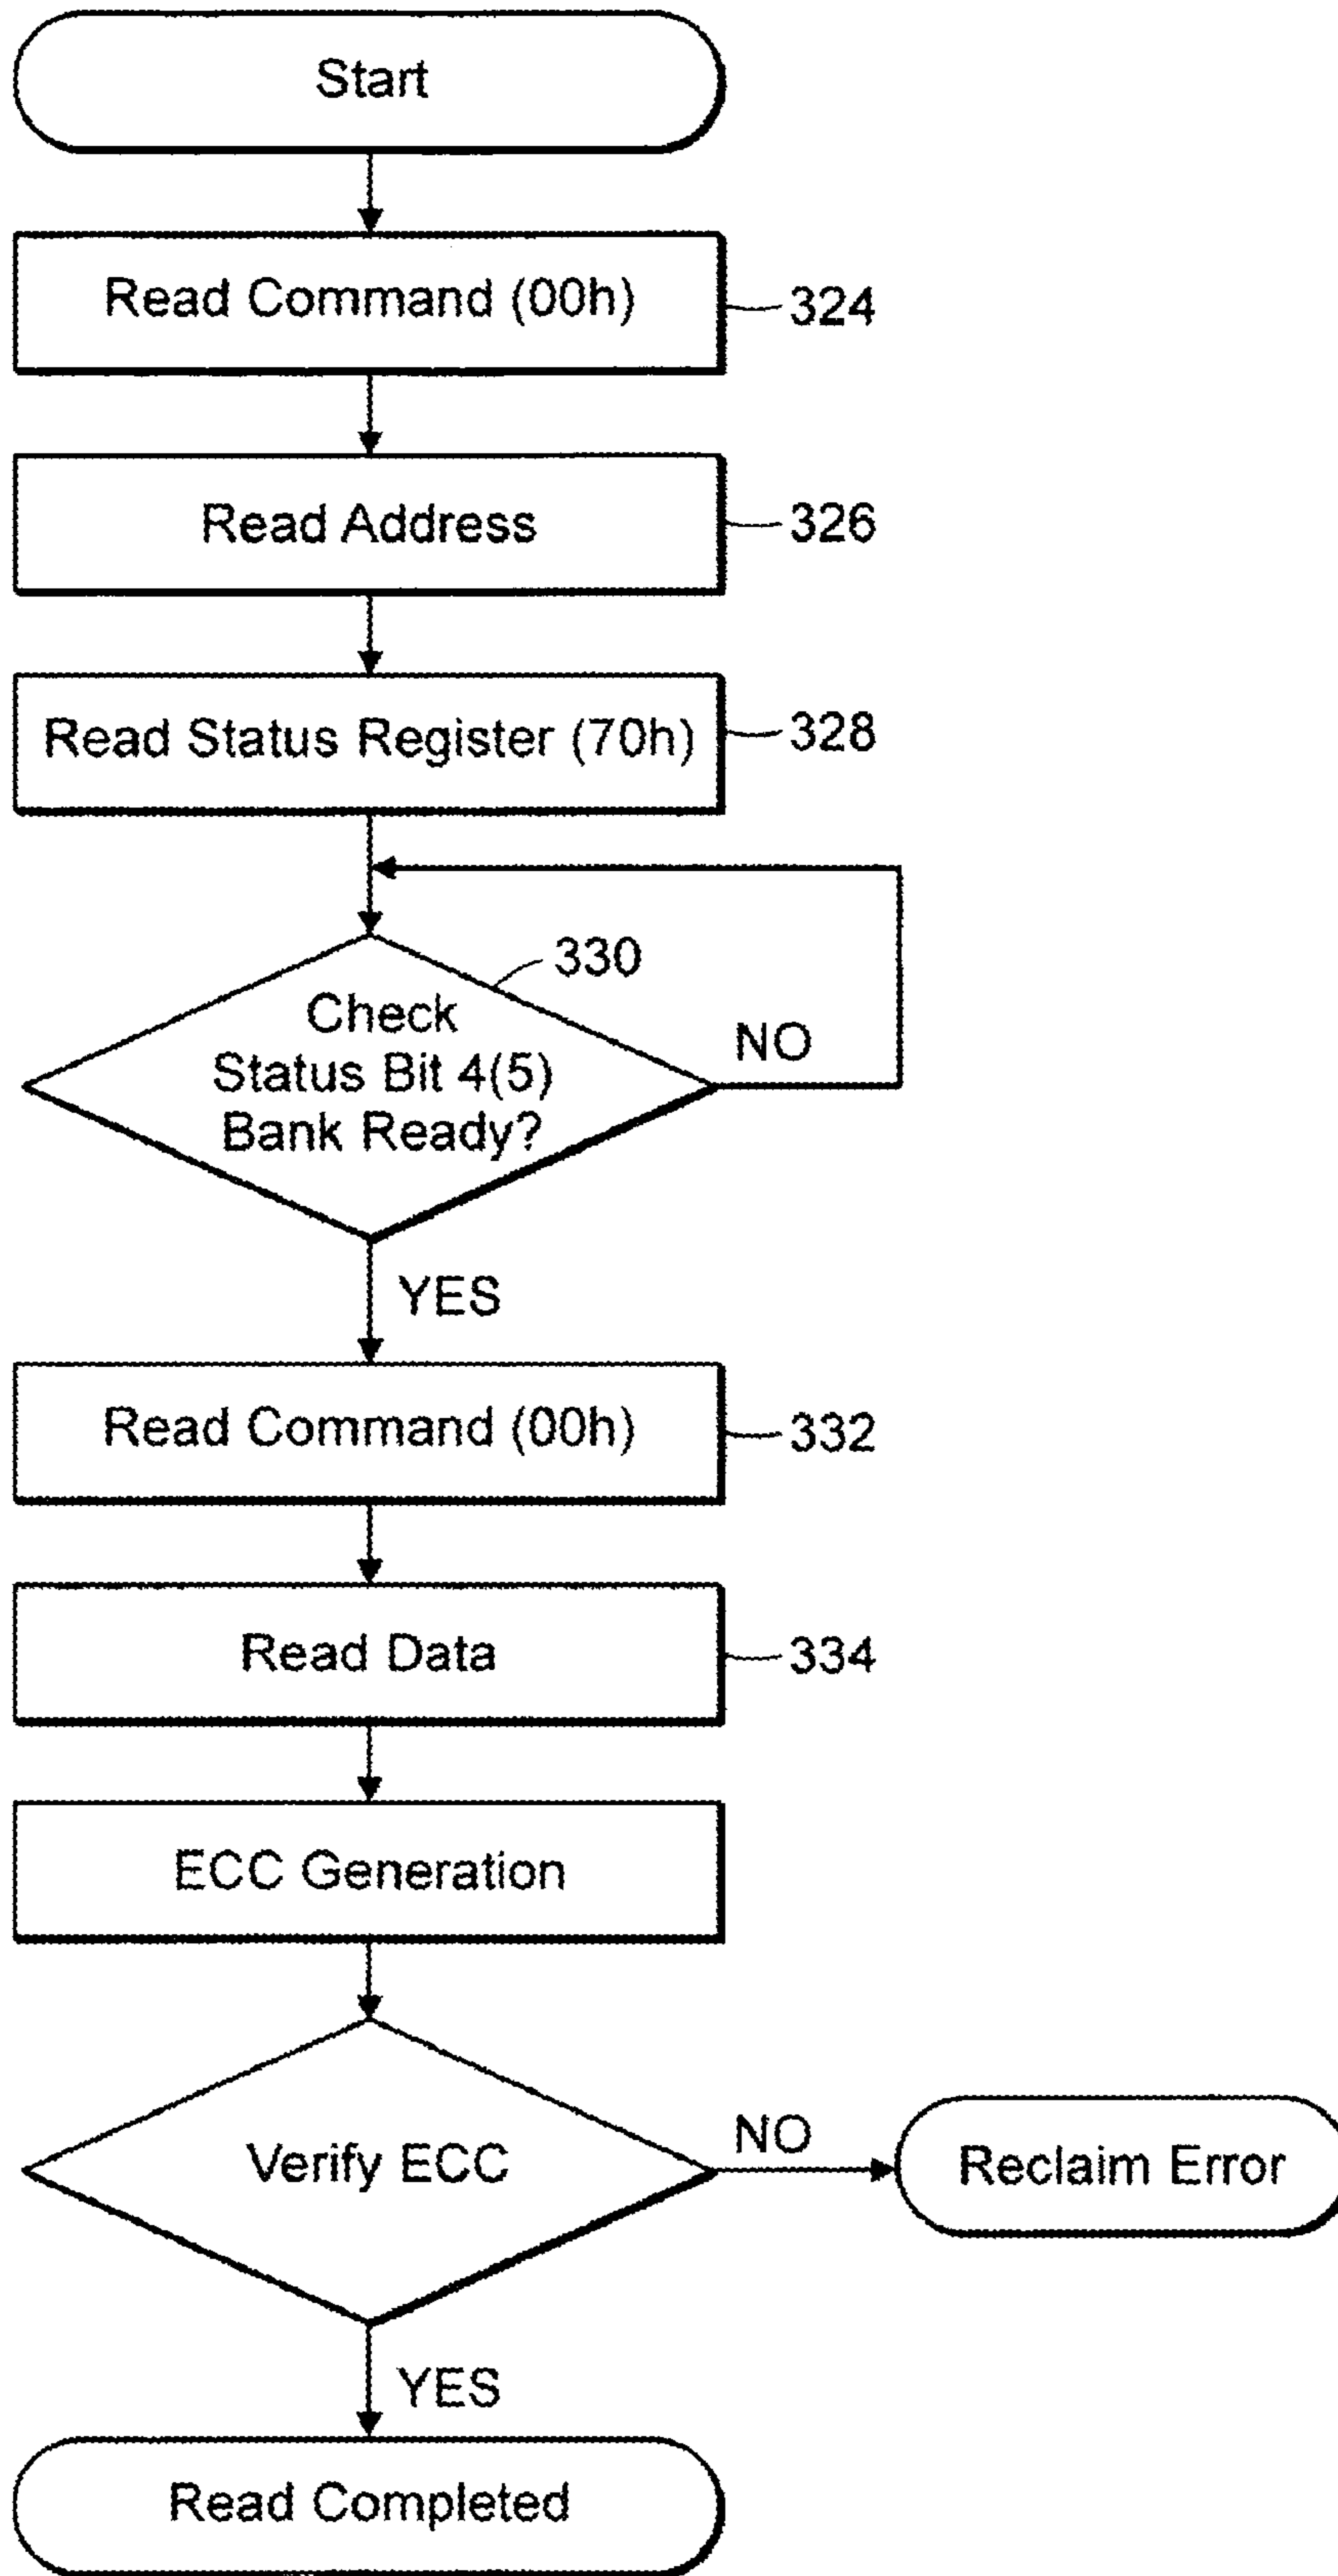 Start
Read Command (00h)
324
Read Address
326
Read Status Register (70h)
328
330
Check
Status Bit 4(5)
Bank Ready?
NO
YES
Read Command (00h)
332
Read Data
334
ECC Generation
Verify ECC
NO
Reclaim Error
YES
Read Completed